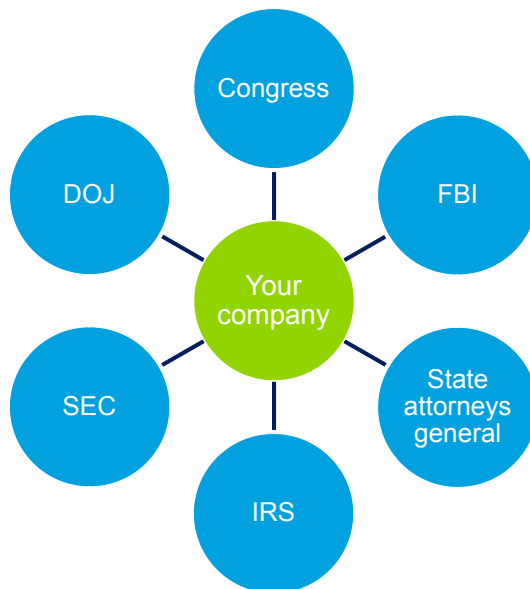 Congress
DOJ
FBI
Your
company
SEC
State
attorneys
general
IRS